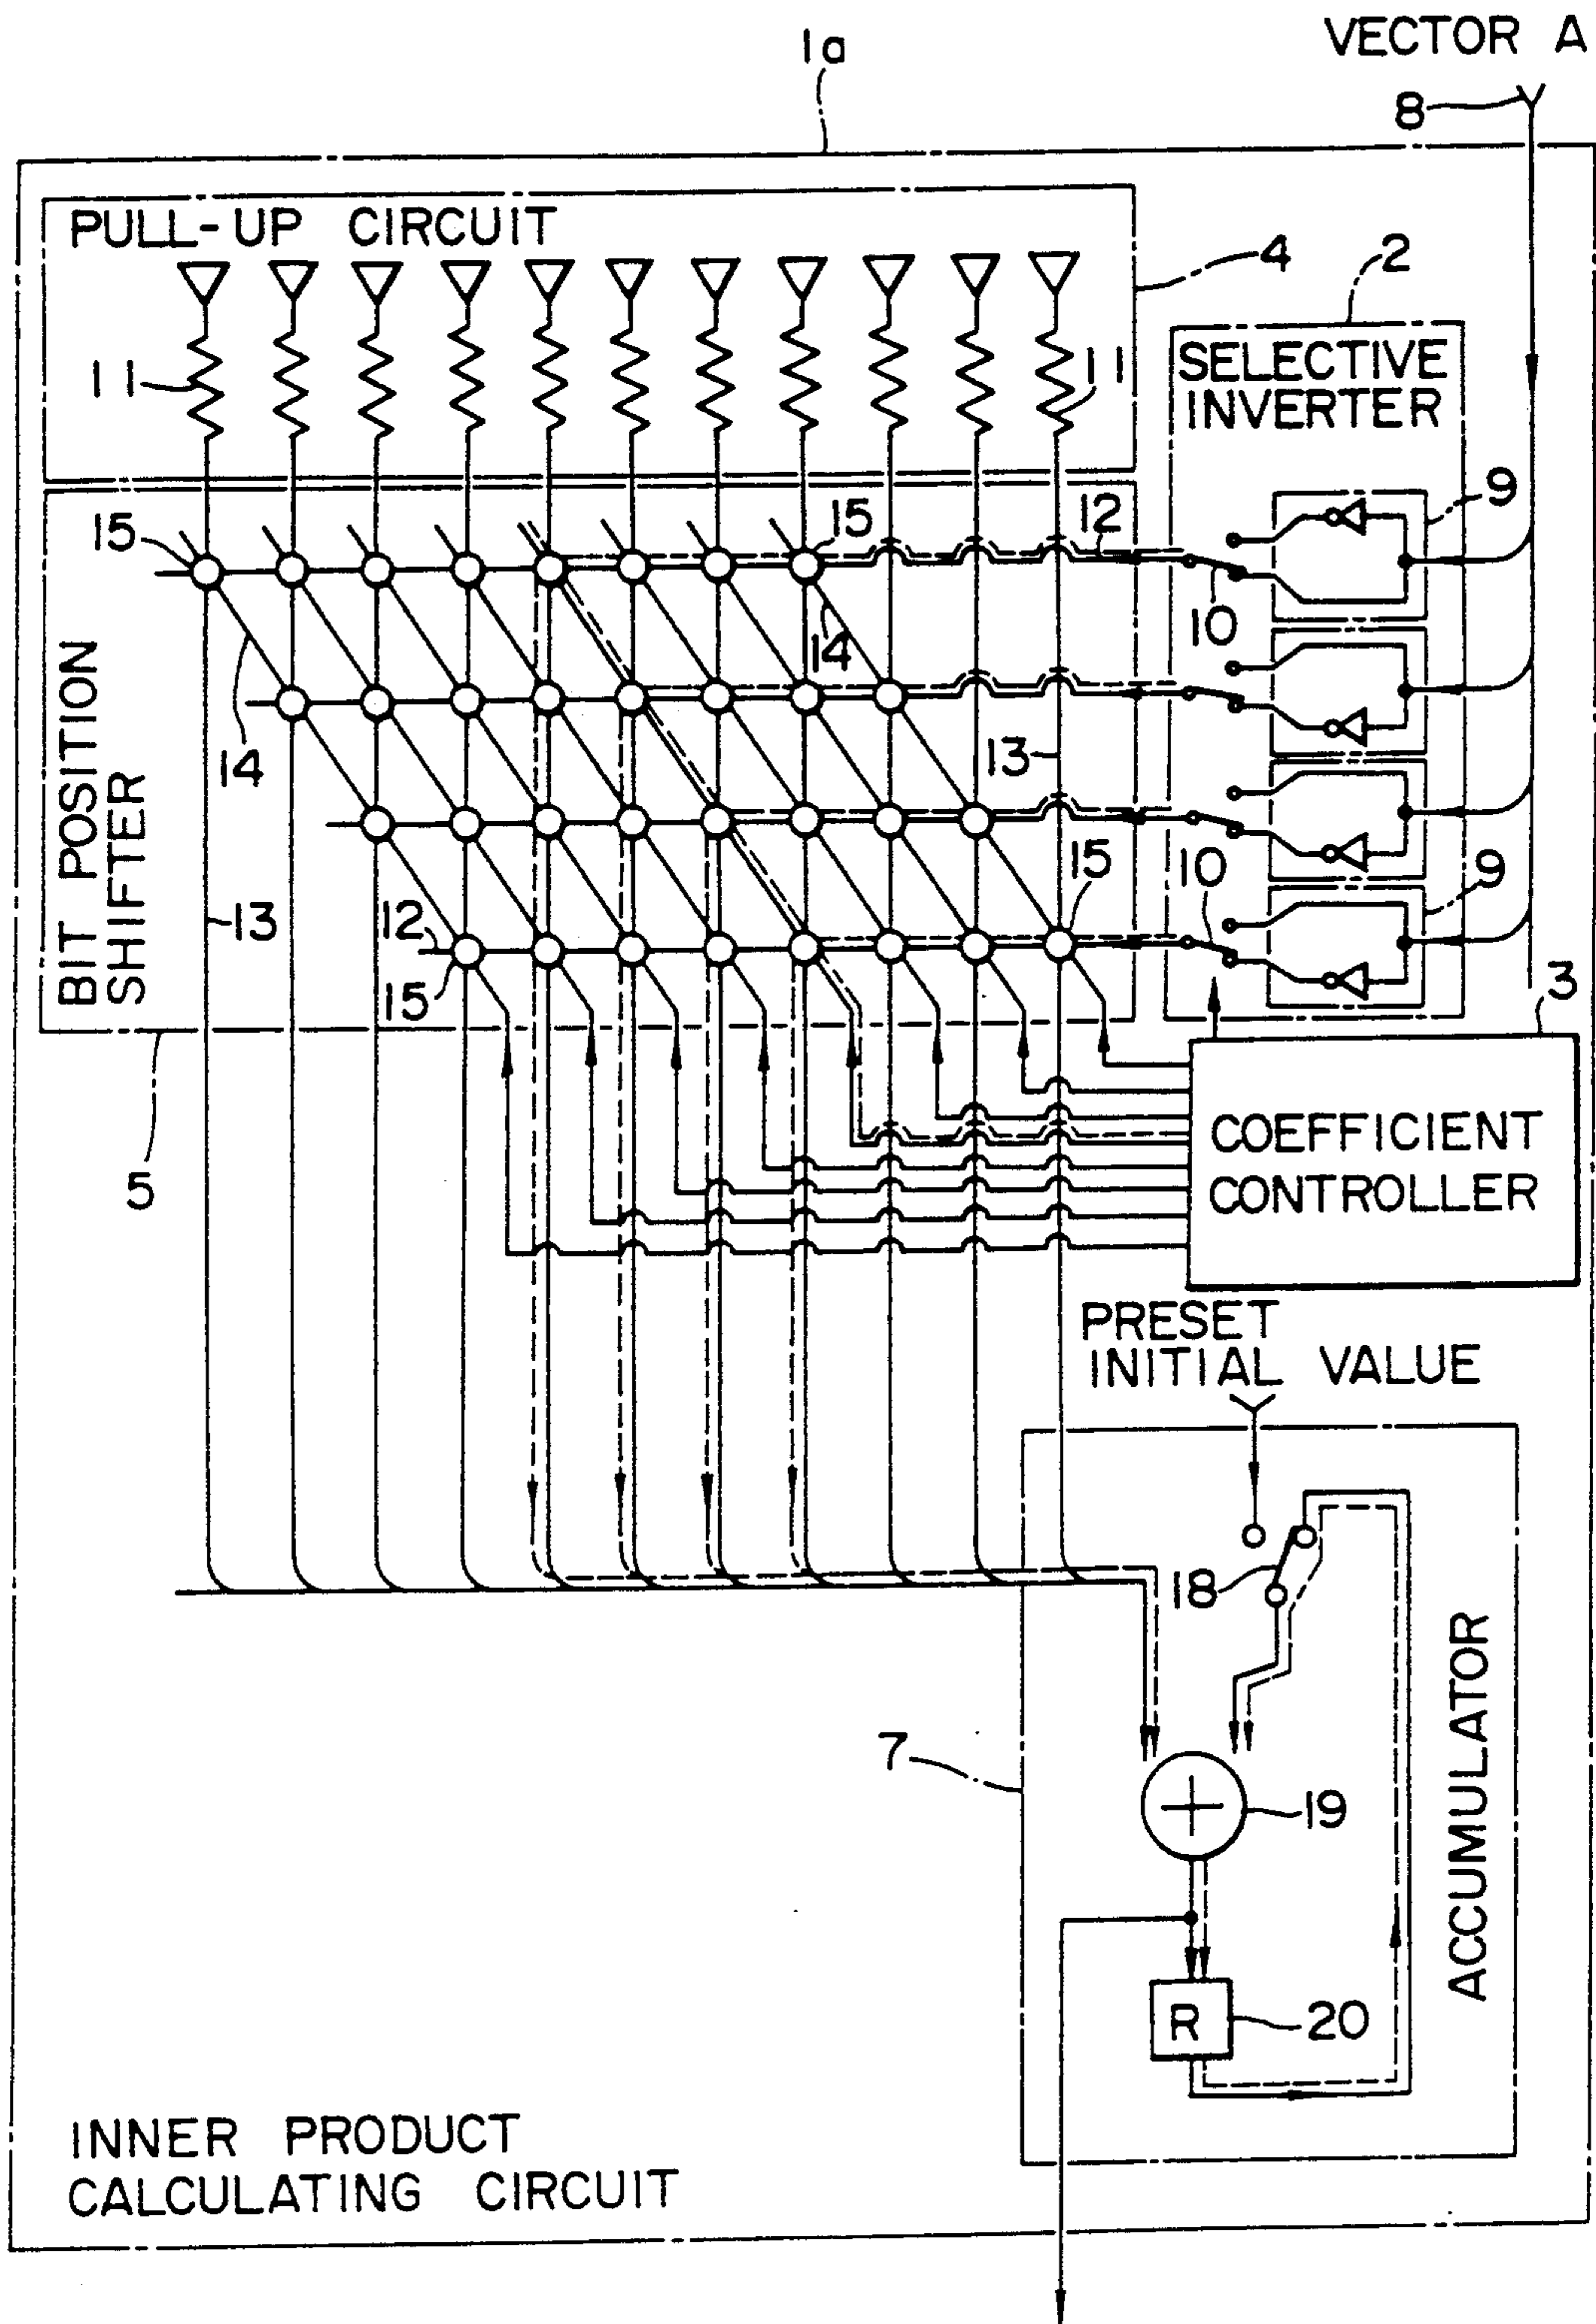 1a
VECTOR A
8
PULL-UP CIRCUIT
4
2
11
11
SELECTIVE
INVERTER
9
15
15
12
10
14
14
13
BIT POSITION
SHIFTER
13
12
15
15
10
9
3
5
COEFFICIENT
CONTROLLER
PRESET
INITIAL VALUE
18
7
19
ACCUMULATOR
R
20
INNER PRODUCT
CALCULATING CIRCUIT